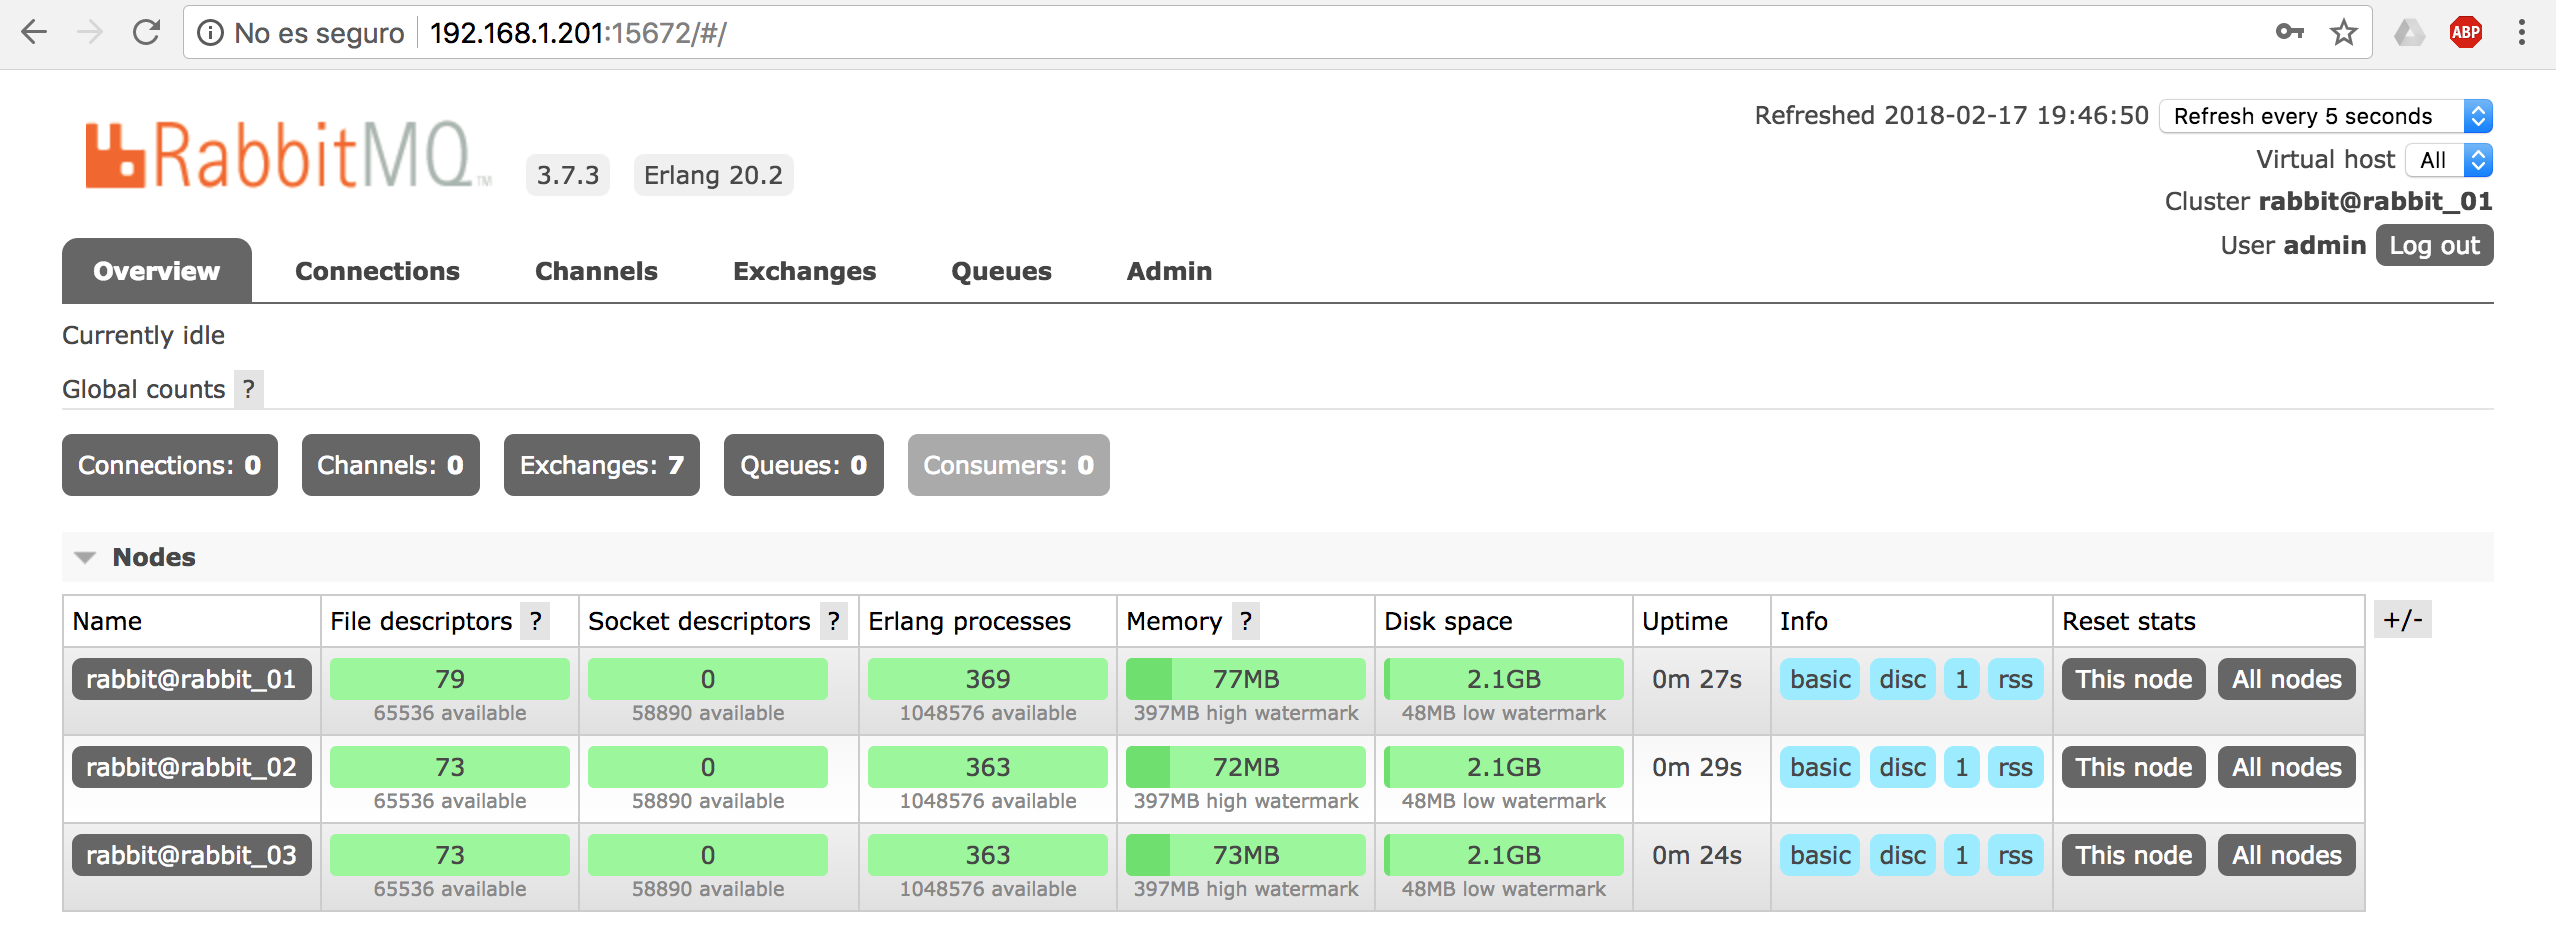 No es seguro 192.168.1.201:15672/#/ ABP
Refreshed 2018-02-17 19:46:50 Refresh every 5 seconds
RabbitMQ™ 3.7.3 Erlang 20.2
Virtual host All
Cluster rabbit@rabbit_01
User admin Log out
Overview Connections Channels Exchanges Queues Admin
Currently idle
Global counts ?
Connections: 0 Channels: 0 Exchanges: 7 Queues: 0 Consumers: 0
Nodes
Name File descriptors ? Socket descriptors ? Erlang processes Memory ? Disk space Uptime Info Reset stats +/-
rabbit@rabbit_01 79 0 369 77MB 2.1GB 0m 27s basic disc 1 rss This node All nodes
65536 available 58890 available 1048576 available 397MB high watermark 48MB low watermark
rabbit@rabbit_02 73 0 363 72MB 2.1GB 0m 29s basic disc 1 rss This node All nodes
65536 available 58890 available 1048576 available 397MB high watermark 48MB low watermark
rabbit@rabbit_03 73 0 363 73MB 2.1GB 0m 24s basic disc 1 rss This node All nodes
65536 available 58890 available 1048576 available 397MB high watermark 48MB low watermark